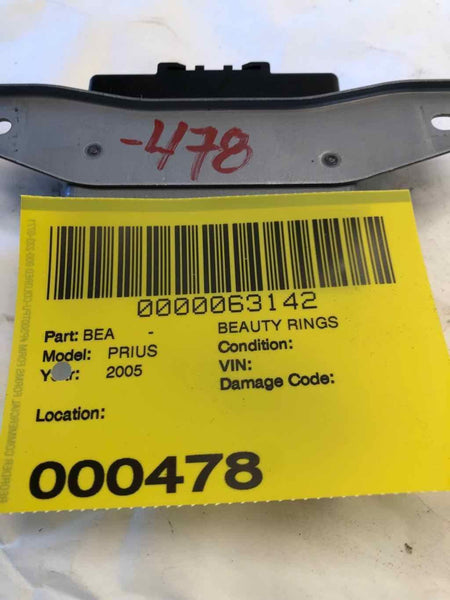 -478
0000063142
Part: BEA - BEAUTY RINGS
Model: PRIUS Condition:
Year: 2005 VIN:
Damage Code:
Location:
000478